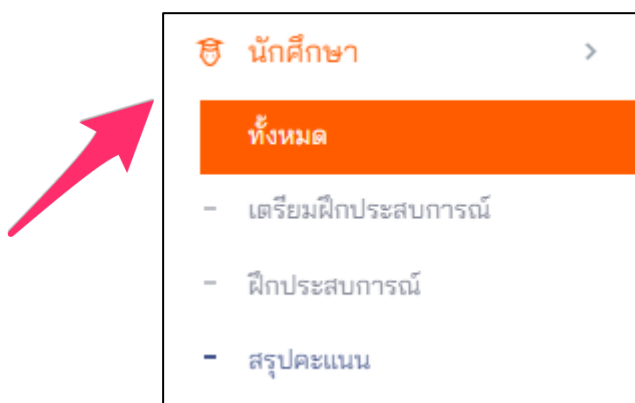 นักศึกษา
ทั้งหมด
เตรียมฝึกประสบการณ์
ฝึกประสบการณ์
สรุปคะแนน